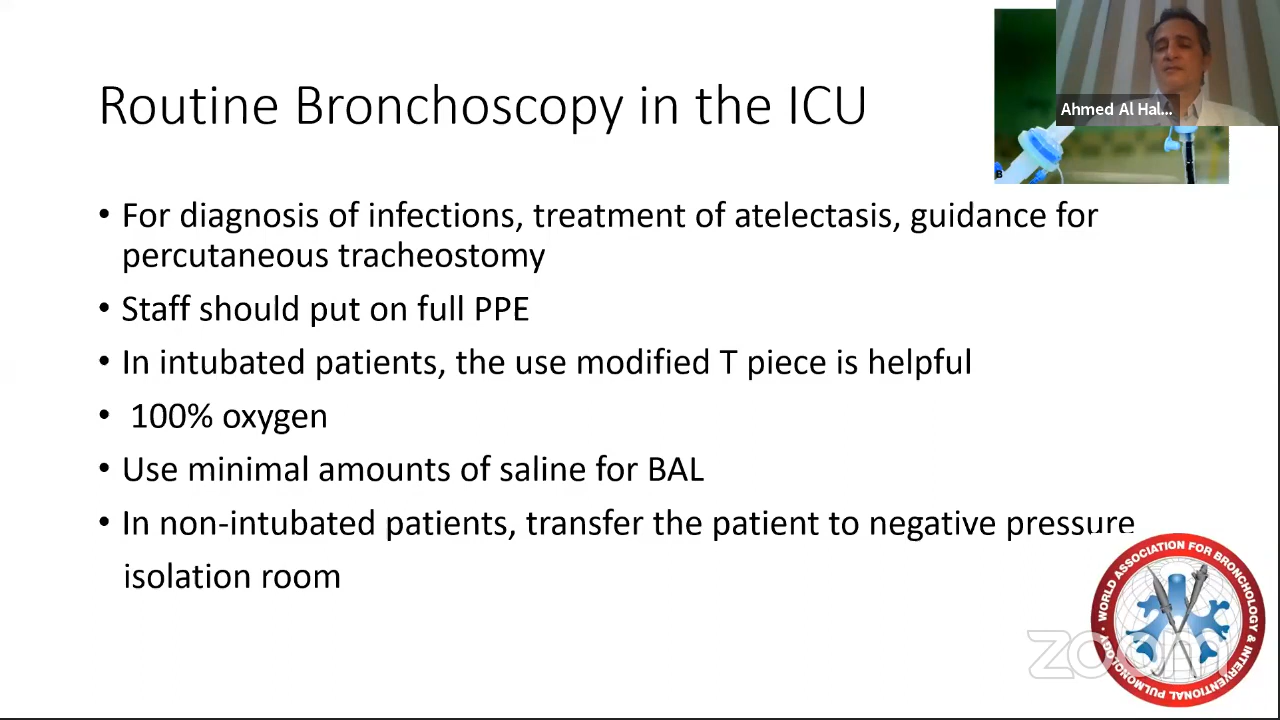 Routine Bronchoscopy in the ICU
Ahmed Al Hal...
B
• For diagnosis of infections, treatment of atelectasis, guidance for
percutaneous tracheostomy
• Staff should put on full PPE
• In intubated patients, the use modified T piece is helpful
• 100% oxygen
• Use minimal amounts of saline for BAL
• In non-intubated patients, transfer the patient to negative pressure
isolation room
WORLD ASSOCIATION FOR BRONCHOLOGY & INTERVENTIONAL PULMONOLOGY •
zoom